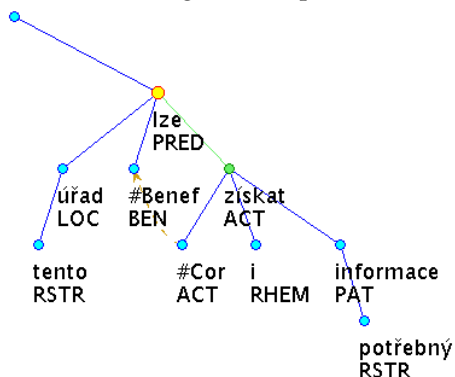 lze
PRED
úřad #Benef získat
LOC BEN ACT
tento #Cor i informace
RSTR ACT RHEM PAT
potřebný
RSTR